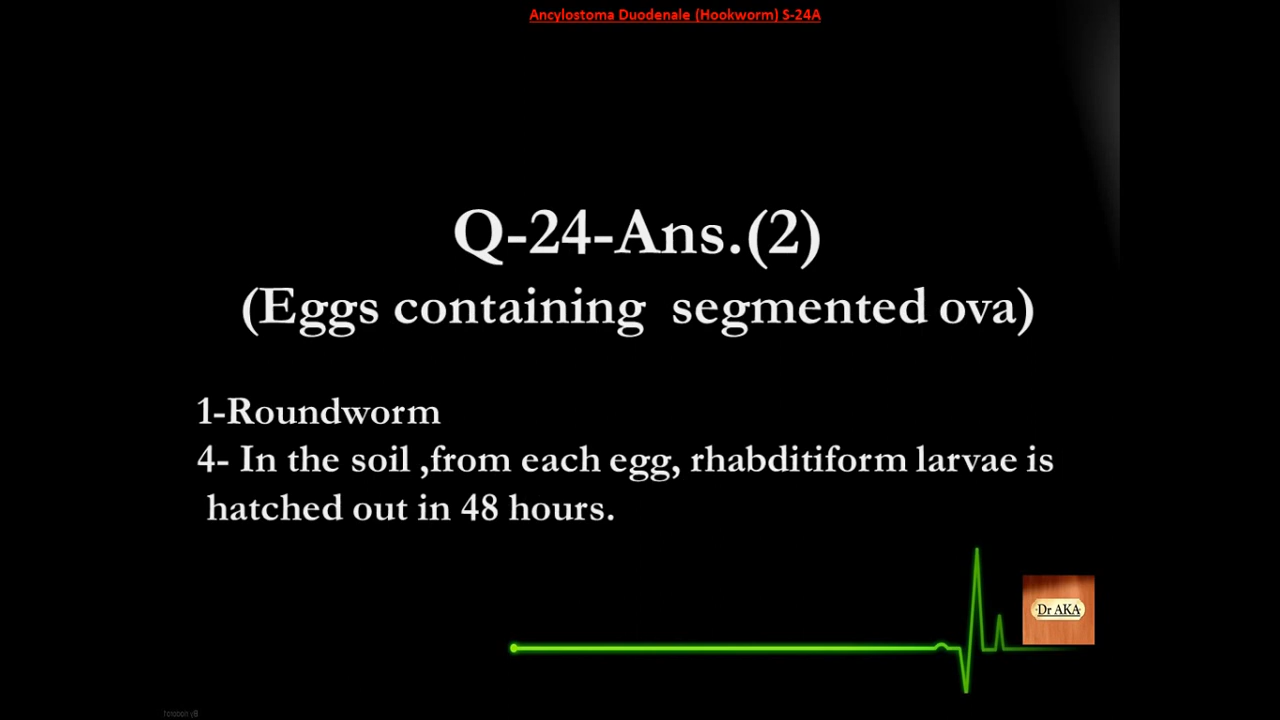 Ancylostoma Duodenale (Hookworm) S-24A
Q-24-Ans.(2)
(Eggs containing segmented ova)
1-Roundworm
4- In the soil ,from each egg, rhabditiform larvae is
hatched out in 48 hours.
Dr AKA